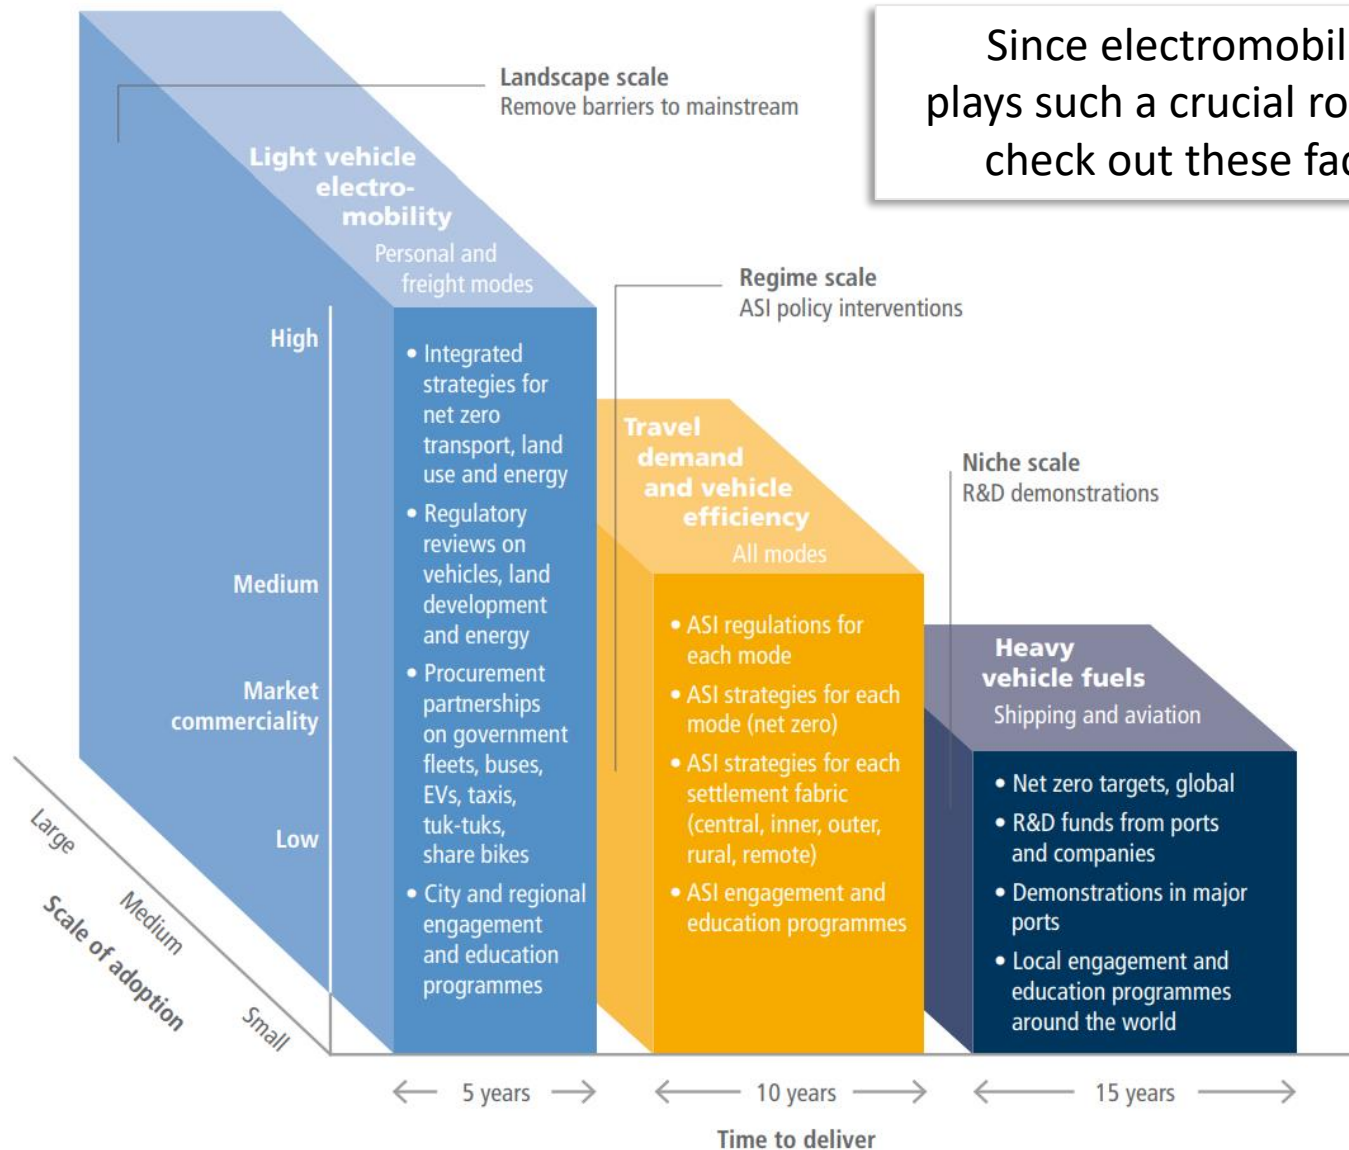 Since electromobil
plays such a crucial ro
check out these fa
Landscape scale
Remove barriers to mainstream
Light vehicle
electro-
mobility
Personal and
freight modes
Regime scale
ASI policy interventions
High
Medium
Market
commerciality
Low
• Integrated
strategies for
net zero
transport, land
use and energy
• Regulatory
reviews on
vehicles, land
development
and energy
• Procurement
partnerships
on government
fleets, buses,
EVs, taxis,
tuk-tuks,
share bikes
• City and regional
engagement
and education
programmes
Travel
demand
and vehicle
efficiency
All modes
• ASI regulations for
each mode
• ASI strategies for each
mode (net zero)
• ASI strategies for each
settlement fabric
(central, inner, outer,
rural, remote)
• ASI engagement and
education programmes
Niche scale
R&D demonstrations
Heavy
vehicle fuels
Shipping and aviation
• Net zero targets, global
• R&D funds from ports
and companies
• Demonstrations in major
ports
• Local engagement and
education programmes
around the world
Large
Medium
Small
Scale of adoption
5 years
10 years
15 years
Time to deliver